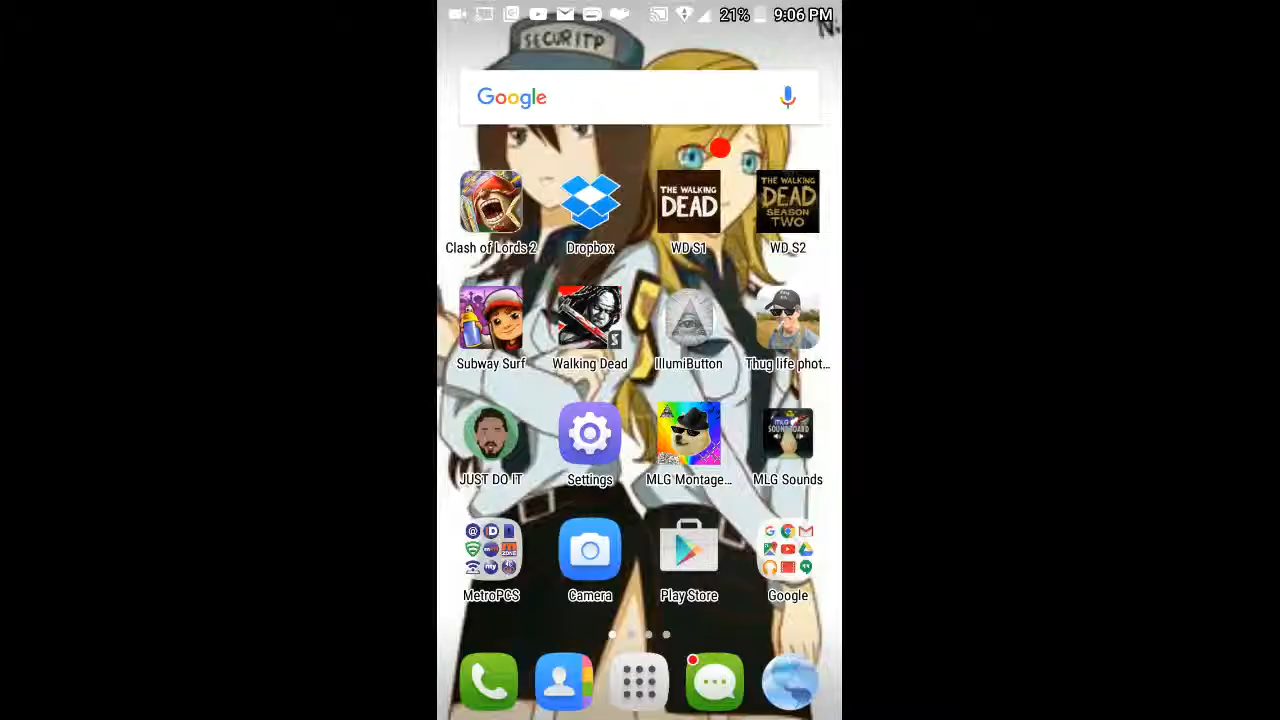 21% 9:06 PM
N.
SECURITP
Google
THE WALKING DEAD
THE WALKING DEAD SEASON TWO
Clash of Lords 2 Dropbox WD S1 WD S2
Subway Surf Walking Dead IllumiButton Thug life phot...
MLG SOUNDBOARD
JUST DO IT Settings MLG Montage... MLG Sounds
MetroPCS Camera Play Store Google